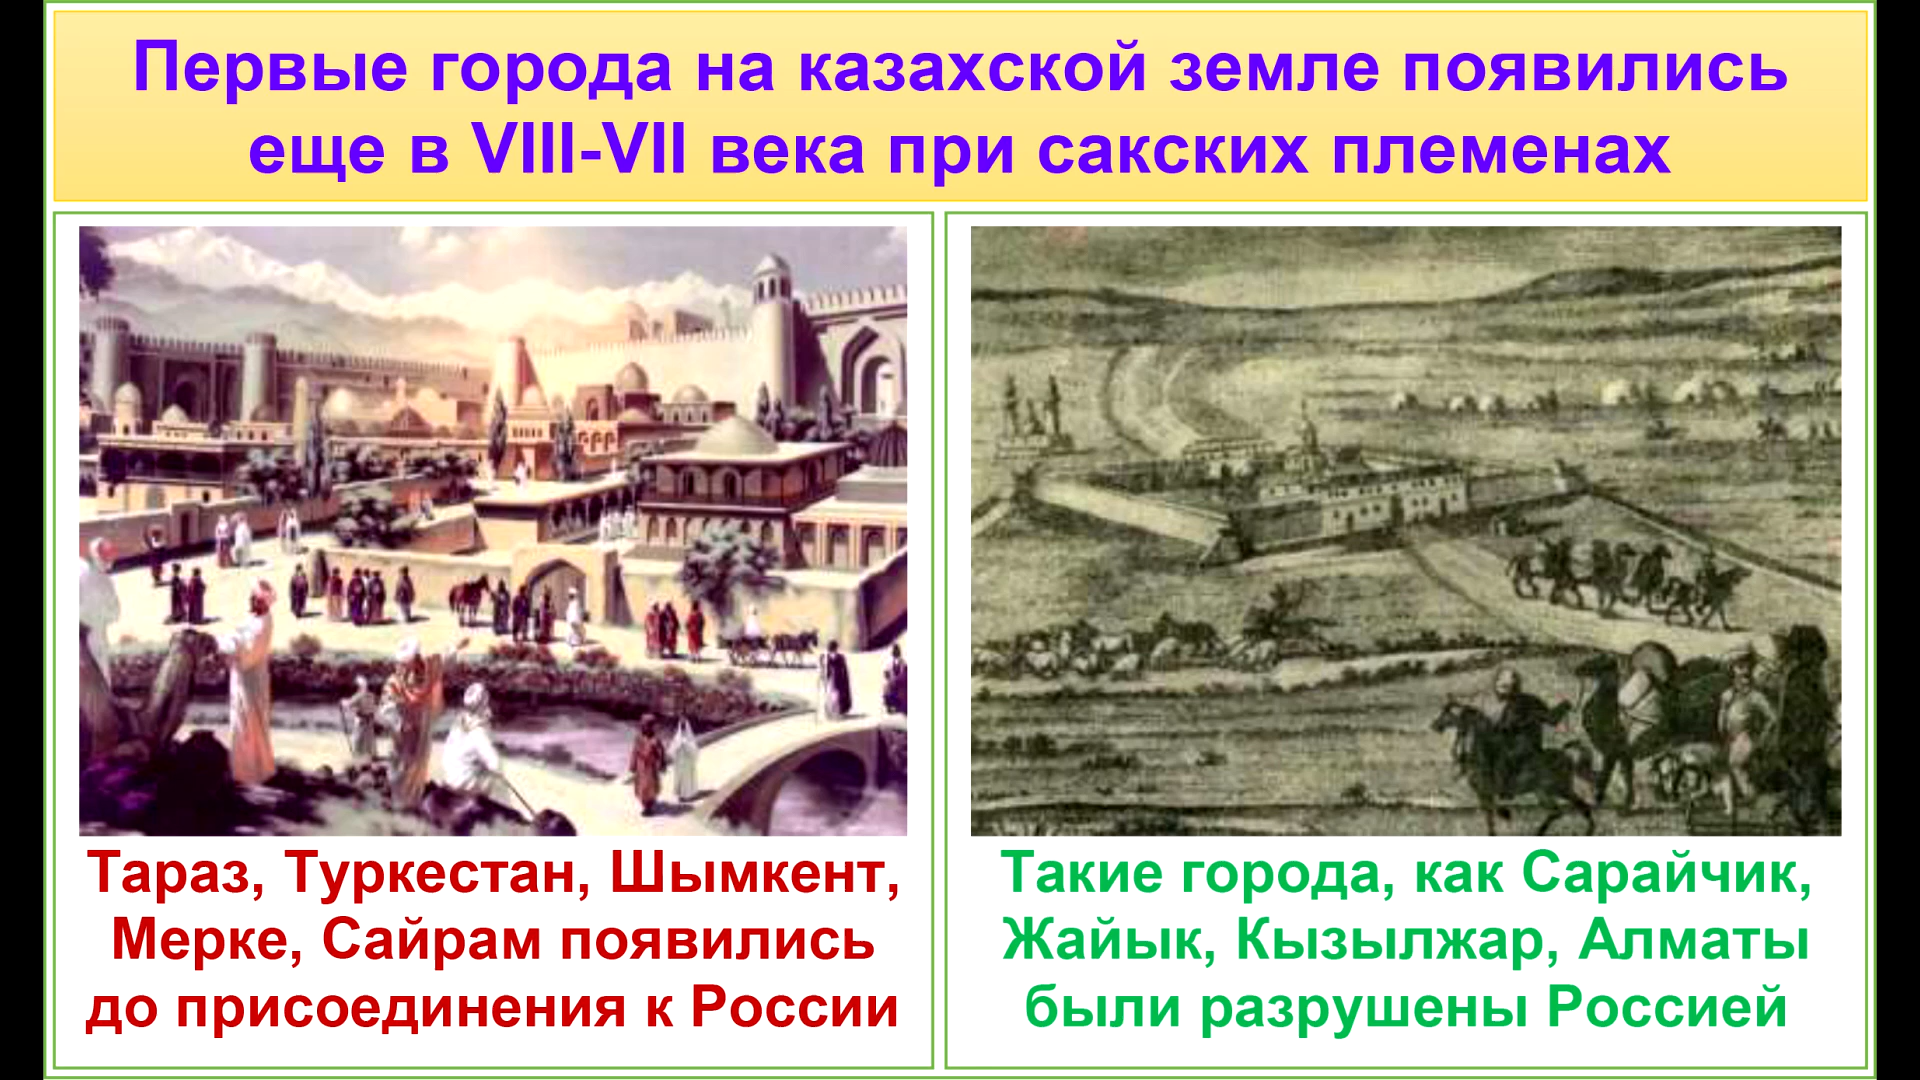 Первые города на казахской земле появились
еще в VIII-VII века при сакских племенах
Тараз, Туркестан, Шымкент,
Мерке, Сайрам появились
до присоединения к России
Такие города, как Сарайчик,
Жайык, Кызылжар, Алматы
были разрушены Россией